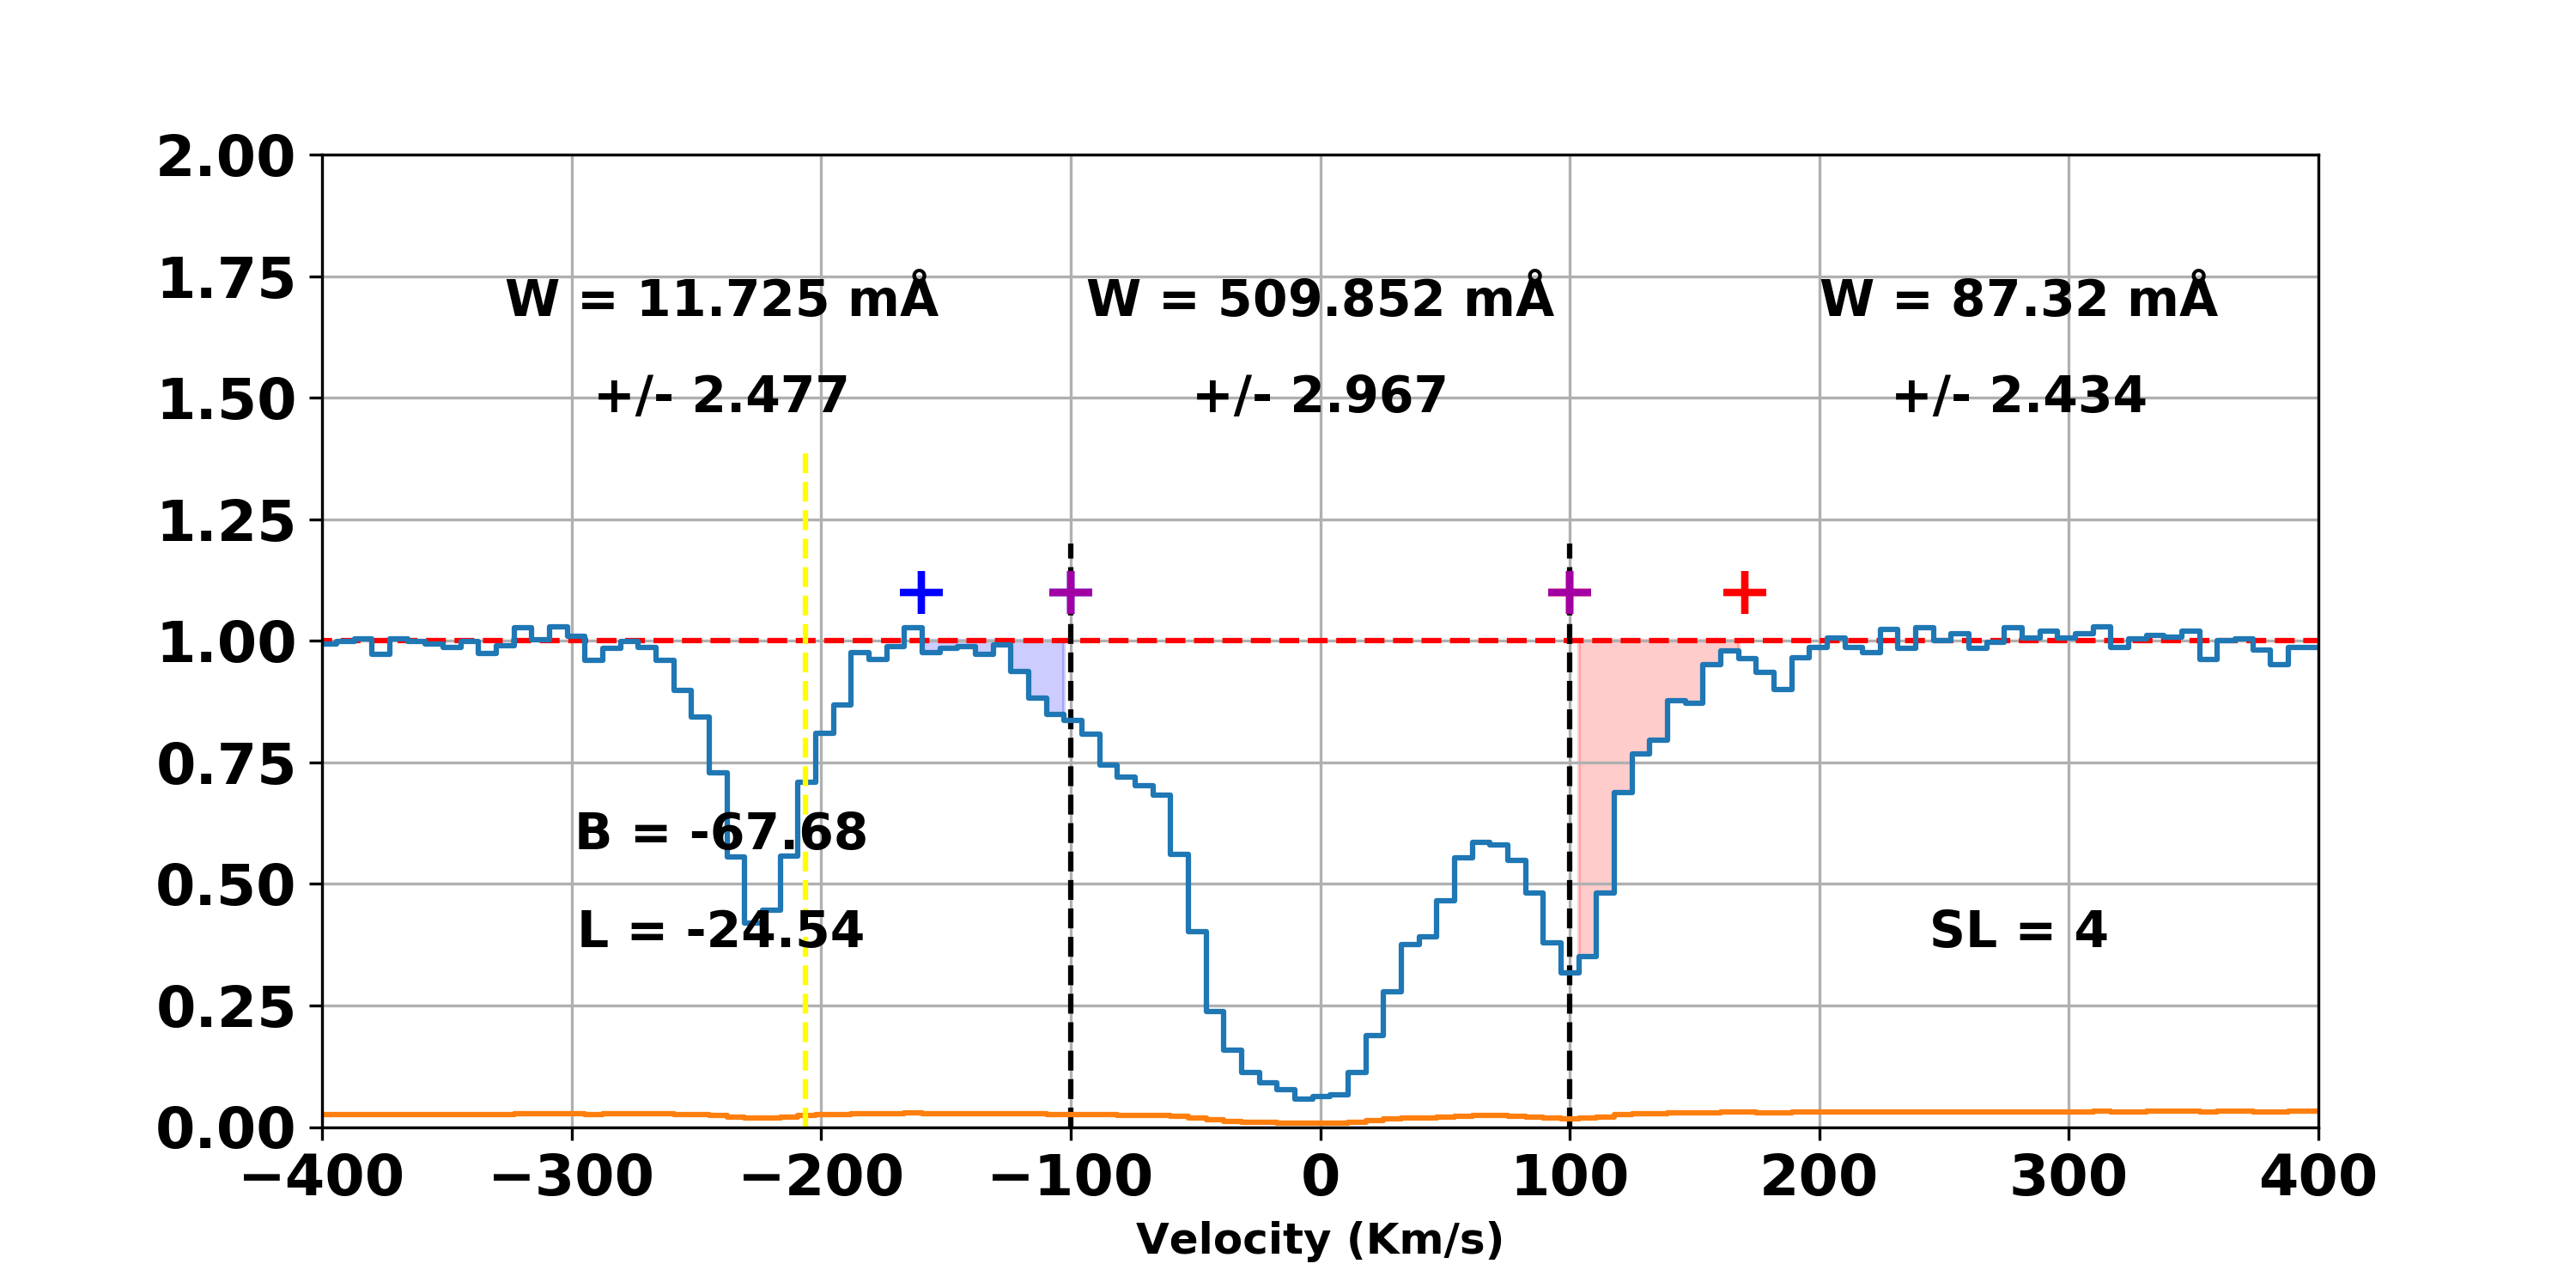 2.00
1.75
W = 11.725 mÅ W = 509.852 mÅ W = 87.32 mÅ
1.50
+/- 2.477 +/- 2.967 +/- 2.434
1.25
1.00
0.75
B = -67.68
0.50
L = -24.54 SL = 4
0.25
0.00
−400 −300 −200 −100 0 100 200 300 400
Velocity (Km/s)